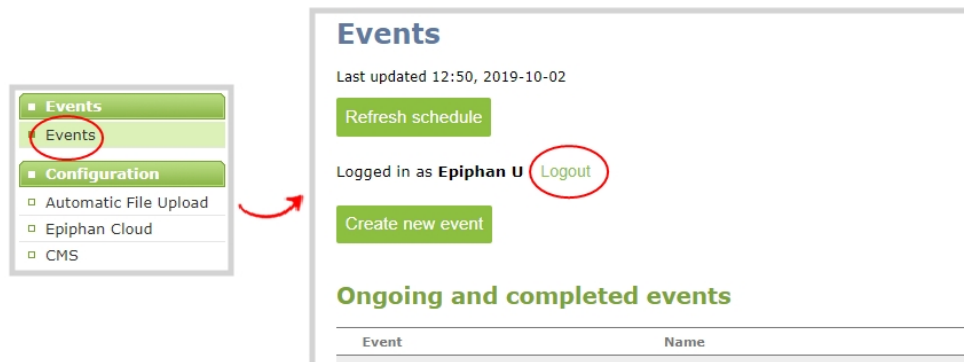 Events
Events
Configuration
Automatic File Upload
Epiphan Cloud
CMS
Events
Last updated 12:50, 2019-10-02
Refresh schedule
Logged in as Epiphan U Logout
Create new event
Ongoing and completed events
Event Name